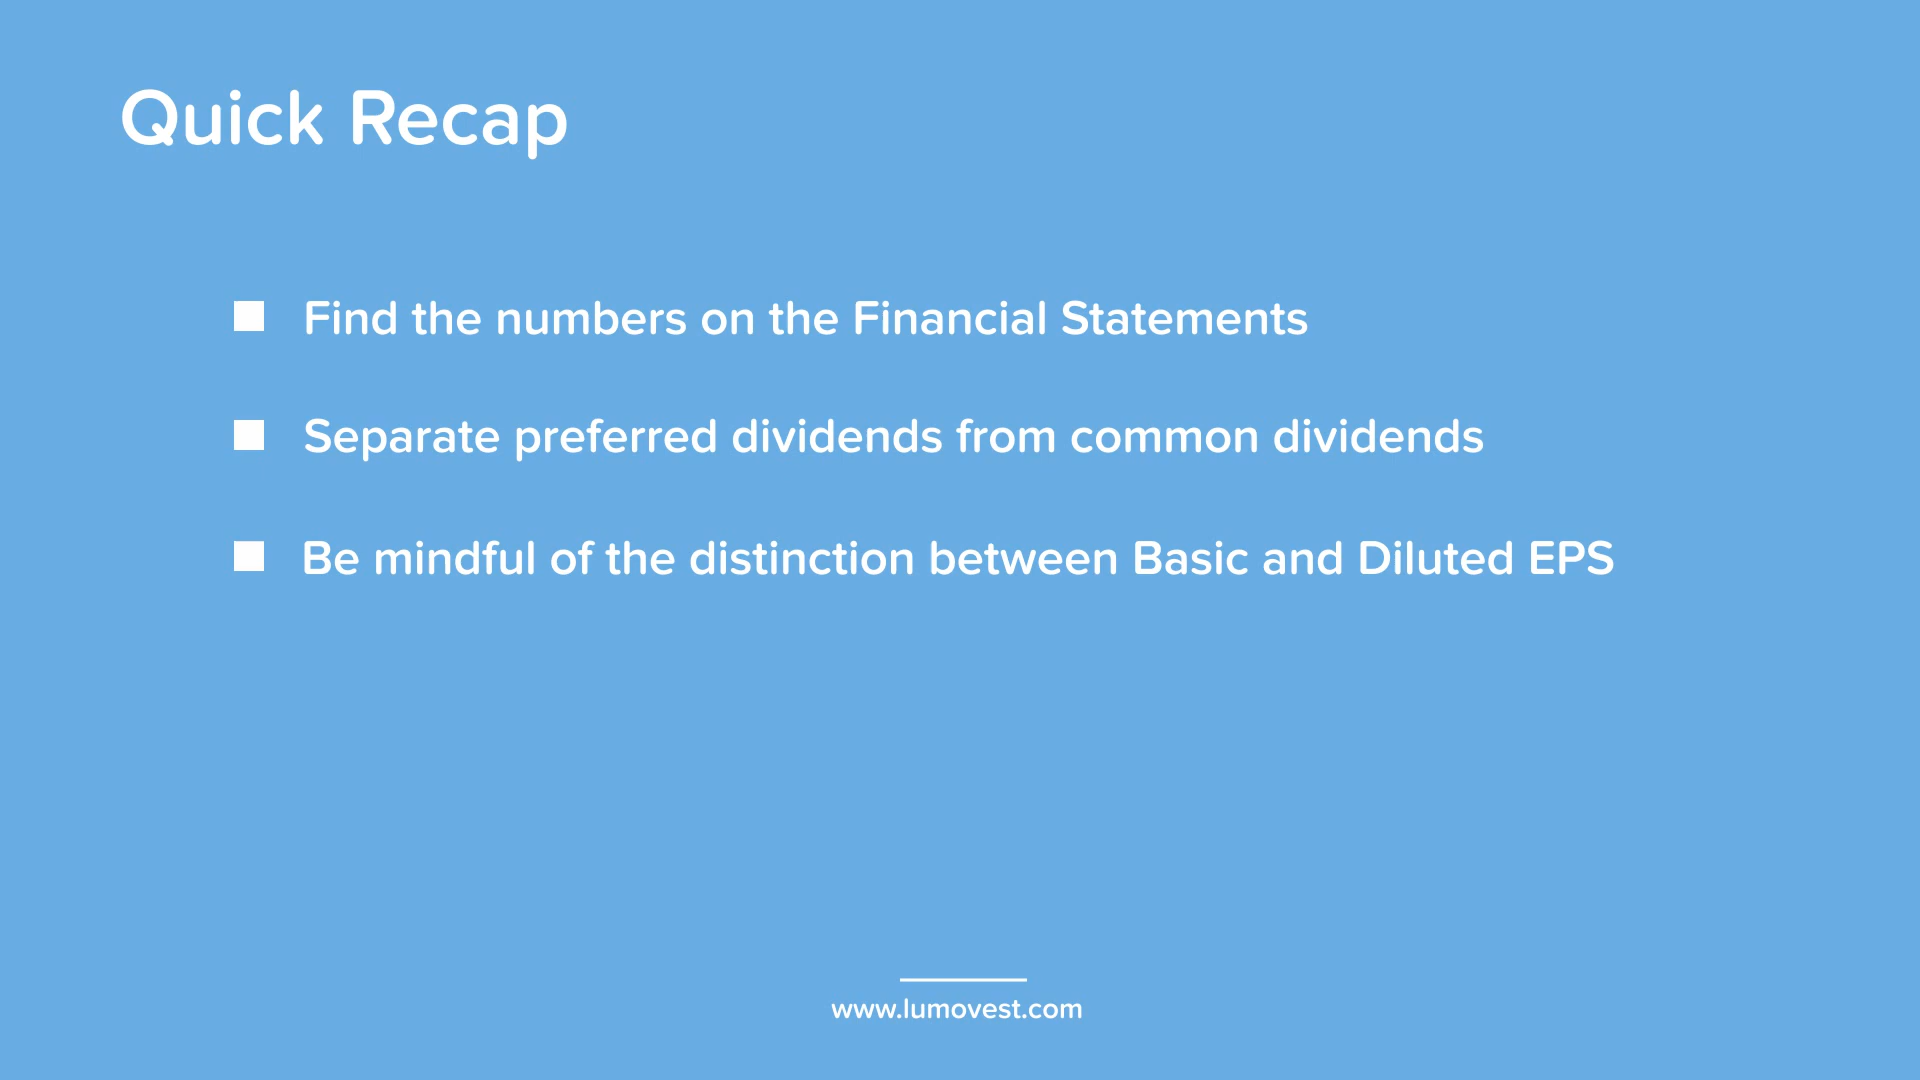 Quick Recap
Find the numbers on the Financial Statements
Separate preferred dividends from common dividends
Be mindful of the distinction between Basic and Diluted EPS
www.lumovest.com